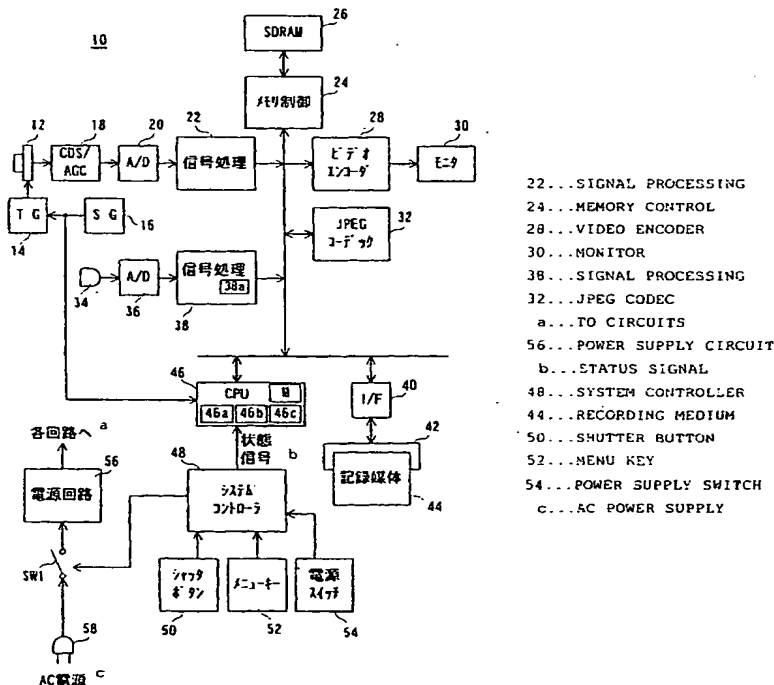 10
SDRAM
26
メモリ制御
24
12
18
CDS/
AGC
20
A/D
22
信号処理
28
ビデオ
エンコーダ
30
モニタ
TG
14
SG
16
JPEG
コーデック
32
34
A/D
36
信号処理
38a
38
46
CPU
46a
46b
46c
I/F
40
42
記録媒体
44
各回路へ a
状態
信号 b
56
電源回路
48
システム
コントローラ
SW1
シャッタ
ボタン
50
メニューキー
52
電源
スイッチ
54
58
AC電源 c
22...SIGNAL PROCESSING
24...MEMORY CONTROL
28...VIDEO ENCODER
30...MONITOR
38...SIGNAL PROCESSING
32...JPEG CODEC
a...TO CIRCUITS
56...POWER SUPPLY CIRCUIT
b...STATUS SIGNAL
48...SYSTEM CONTROLLER
44...RECORDING MEDIUM
50...SHUTTER BUTTON
52...MENU KEY
54...POWER SUPPLY SWITCH
c...AC POWER SUPPLY